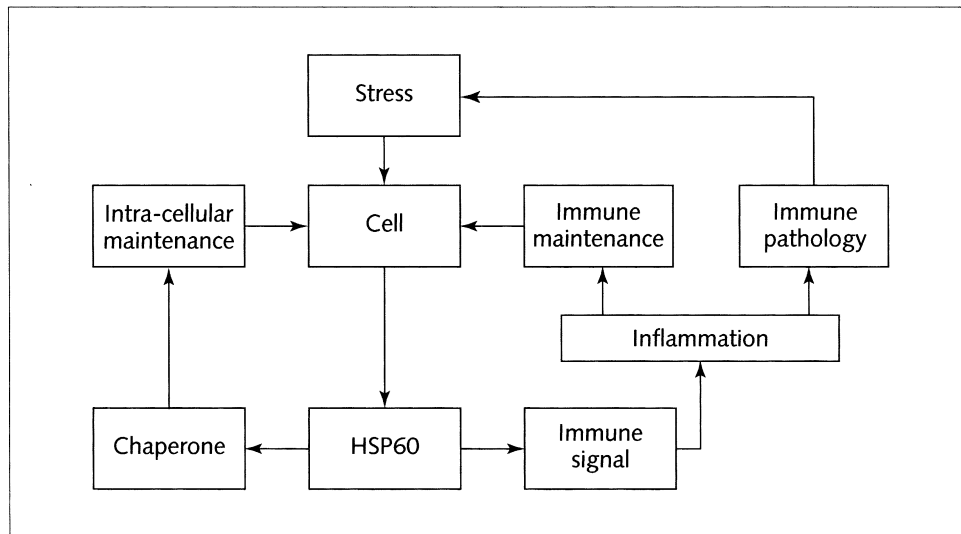 Stress
Intra-cellular
maintenance
Cell
Immune
maintenance
Immune
pathology
Inflammation
Chaperone
HSP60
Immune
signal